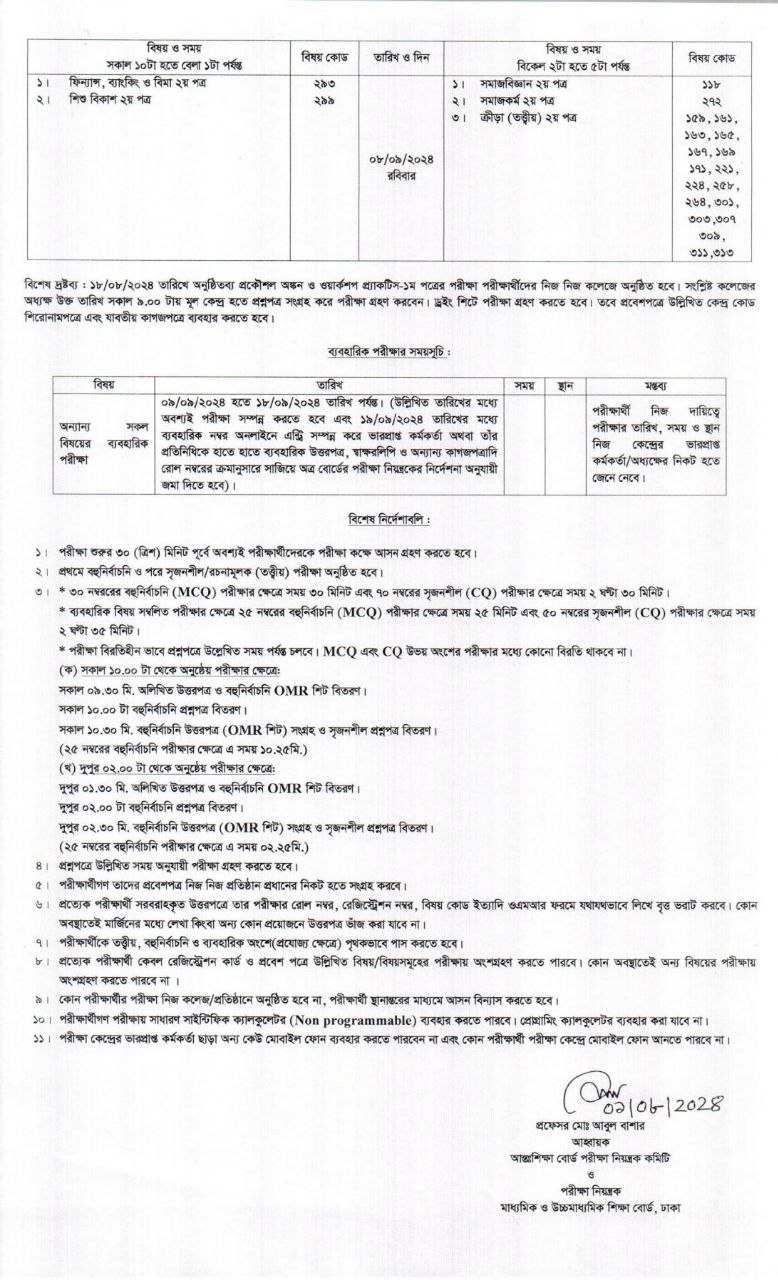 বিষয় ও সময়
সকাল ১০টা হতে বেলা ১টা পর্যন্ত
বিষয় কোড
তারিখ ও দিন
বিষয় ও সময়
বিকেল ২টা হতে ৫টা পর্যন্ত
বিষয় কোড
১। ফিন্যান্স, ব্যাংকিং ও বিমা ২য় পত্র ২৯৩
২। শিশু বিকাশ ২য় পত্র ২৯৯
০৮/০৯/২০২৪
রবিবার
১। সমাজবিজ্ঞান ২য় পত্র ১১৮
২। সমাজকর্ম ২য় পত্র ২৭২
৩। ক্রীড়া (তত্ত্বীয়) ২য় পত্র ১৫৯, ১৬১,
১৬৩, ১৬৫,
১৬৭, ১৬৯
১৭১, ২২১,
২২৪, ২৫৮,
২৬৪, ৩০১,
৩০৩,৩০৭
৩০৯,
৩১১,৩১৩
বিশেষ দ্রষ্টব্য : ১৮/০৮/২০২৪ তারিখে অনুষ্ঠিতব্য প্রকৌশল অঙ্কন ও ওয়ার্কশপ প্র্যাকটিস-১ম পত্রের পরীক্ষা পরীক্ষার্থীদের নিজ নিজ কলেজে অনুষ্ঠিত হবে। সংশ্লিষ্ট কলেজের
অধ্যক্ষ উক্ত তারিখ সকাল ৯.০০ টায় মূল কেন্দ্র হতে প্রশ্নপত্র সংগ্রহ করে পরীক্ষা গ্রহণ করবেন। ড্রইং শিটে পরীক্ষা গ্রহণ করতে হবে। তবে প্রবেশপত্রে উল্লিখিত কেন্দ্র কোড
শিরোনামপত্রে এবং যাবতীয় কাগজপত্রে ব্যবহার করতে হবে।
ব্যবহারিক পরীক্ষার সময়সূচি :
বিষয় তারিখ সময় স্থান মন্তব্য
অন্যান্য সকল
বিষয়ের ব্যবহারিক
পরীক্ষা
০৯/০৯/২০২৪ হতে ১৮/০৯/২০২৪ তারিখ পর্যন্ত। (উল্লিখিত তারিখের মধ্যে
অবশ্যই পরীক্ষা সম্পন্ন করতে হবে এবং ১৯/০৯/২০২৪ তারিখের মধ্যে
ব্যবহারিক নম্বর অনলাইনে এন্ট্রি সম্পন্ন করে ভারপ্রাপ্ত কর্মকর্তা অথবা তাঁর
প্রতিনিধিকে হাতে হাতে ব্যবহারিক উত্তরপত্র, স্বাক্ষরলিপি ও অন্যান্য কাগজপত্রাদি
রোল নম্বরের ক্রমানুসারে সাজিয়ে অত্র বোর্ডের পরীক্ষা নিয়ন্ত্রকের নির্দেশনা অনুযায়ী
জমা দিতে হবে)।
পরীক্ষার্থী নিজ দায়িত্বে
পরীক্ষার তারিখ, সময় ও স্থান
নিজ কেন্দ্রের ভারপ্রাপ্ত
কর্মকর্তা/অধ্যক্ষের নিকট হতে
জেনে নেবে।
বিশেষ নির্দেশাবলি :
১। পরীক্ষা শুরুর ৩০ (ত্রিশ) মিনিট পূর্বে অবশ্যই পরীক্ষার্থীদেরকে পরীক্ষা কক্ষে আসন গ্রহণ করতে হবে।
২। প্রথমে বহুনির্বাচনি ও পরে সৃজনশীল/রচনামূলক (তত্ত্বীয়) পরীক্ষা অনুষ্ঠিত হবে।
৩। * ৩০ নম্বরের বহুনির্বাচনি (MCQ) পরীক্ষার ক্ষেত্রে সময় ৩০ মিনিট এবং ৭০ নম্বরের সৃজনশীল (CQ) পরীক্ষার ক্ষেত্রে সময় ২ ঘণ্টা ৩০ মিনিট।
* ব্যবহারিক বিষয় সম্বলিত পরীক্ষার ক্ষেত্রে ২৫ নম্বরের বহুনির্বাচনি (MCQ) পরীক্ষার ক্ষেত্রে সময় ২৫ মিনিট এবং ৫০ নম্বরের সৃজনশীল (CQ) পরীক্ষার ক্ষেত্রে সময়
২ ঘণ্টা ৩৫ মিনিট।
* পরীক্ষা বিরতিহীন ভাবে প্রশ্নপত্রে উল্লেখিত সময় পর্যন্ত চলবে। MCQ এবং CQ উভয় অংশের পরীক্ষার মধ্যে কোনো বিরতি থাকবে না।
(ক) সকাল ১০.০০ টা থেকে অনুষ্ঠেয় পরীক্ষার ক্ষেত্রে:
সকাল ০৯.৩০ মি. অলিখিত উত্তরপত্র ও বহুনির্বাচনি OMR শিট বিতরণ।
সকাল ১০.০০ টা বহুনির্বাচনি প্রশ্নপত্র বিতরণ।
সকাল ১০.৩০ মি. বহুনির্বাচনি উত্তরপত্র (OMR শিট) সংগ্রহ ও সৃজনশীল প্রশ্নপত্র বিতরণ।
(২৫ নম্বরের বহুনির্বাচনি পরীক্ষার ক্ষেত্রে এ সময় ১০.২৫মি.)
(খ) দুপুর ০২.০০ টা থেকে অনুষ্ঠেয় পরীক্ষার ক্ষেত্রে:
দুপুর ০১.৩০ মি. অলিখিত উত্তরপত্র ও বহুনির্বাচনি OMR শিট বিতরণ।
দুপুর ০২.০০ টা বহুনির্বাচনি প্রশ্নপত্র বিতরণ।
দুপুর ০২.৩০ মি. বহুনির্বাচনি উত্তরপত্র (OMR শিট) সংগ্রহ ও সৃজনশীল প্রশ্নপত্র বিতরণ।
(২৫ নম্বরের বহুনির্বাচনি পরীক্ষার ক্ষেত্রে এ সময় ০২.২৫মি.)
৪। প্রশ্নপত্রে উল্লিখিত সময় অনুযায়ী পরীক্ষা গ্রহণ করতে হবে।
৫। পরীক্ষার্থীগণ তাদের প্রবেশপত্র নিজ নিজ প্রতিষ্ঠান প্রধানের নিকট হতে সংগ্রহ করবে।
৬। প্রত্যেক পরীক্ষার্থী সরবরাহকৃত উত্তরপত্রে তার পরীক্ষার রোল নম্বর, রেজিস্ট্রেশন নম্বর, বিষয় কোড ইত্যাদি ওএমআর ফরমে যথাযথভাবে লিখে বৃত্ত ভরাট করবে। কোন
অবস্থাতেই মার্জিনের মধ্যে লেখা কিংবা অন্য কোন প্রয়োজনে উত্তরপত্র ভাঁজ করা যাবে না।
৭। পরীক্ষার্থীকে তত্ত্বীয়, বহুনির্বাচনি ও ব্যবহারিক অংশে(প্রযোজ্য ক্ষেত্রে) পৃথকভাবে পাস করতে হবে।
৮। প্রত্যেক পরীক্ষার্থী কেবল রেজিস্ট্রেশন কার্ড ও প্রবেশ পত্রে উল্লিখিত বিষয়/বিষয়সমূহের পরীক্ষায় অংশগ্রহণ করতে পারবে। কোন অবস্থাতেই অন্য বিষয়ের পরীক্ষায়
অংশগ্রহণ করতে পারবে না ।
৯। কোন পরীক্ষার্থীর পরীক্ষা নিজ কলেজ/প্রতিষ্ঠানে অনুষ্ঠিত হবে না, পরীক্ষার্থী স্থানান্তরের মাধ্যমে আসন বিন্যাস করতে হবে।
১০। পরীক্ষার্থীগণ পরীক্ষায় সাধারণ সাইন্টিফিক ক্যালকুলেটর (Non programmable) ব্যবহার করতে পারবে। প্রোগ্রামিং ক্যালকুলেটর ব্যবহার করা যাবে না।
১১। পরীক্ষা কেন্দ্রের ভারপ্রাপ্ত কর্মকর্তা ছাড়া অন্য কেউ মোবাইল ফোন ব্যবহার করতে পারবেন না এবং কোন পরীক্ষার্থী পরীক্ষা কেন্দ্রে মোবাইল ফোন আনতে পারবে না।
প্রফেসর মোঃ আবুল বাশার
আহ্বায়ক
আন্তঃশিক্ষা বোর্ড পরীক্ষা নিয়ন্ত্রক কমিটি
ও
পরীক্ষা নিয়ন্ত্রক
মাধ্যমিক ও উচ্চমাধ্যমিক শিক্ষা বোর্ড, ঢাকা